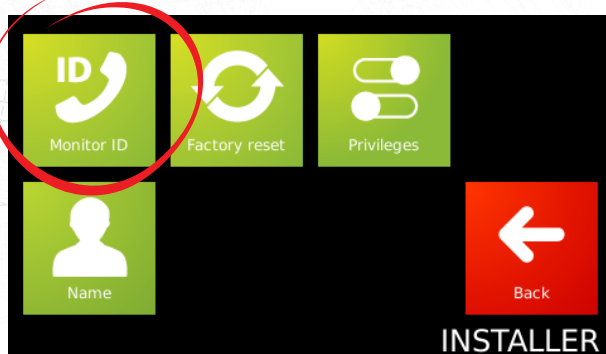 ID
Monitor ID
Factory reset
Privileges
Name
Back
INSTALLER